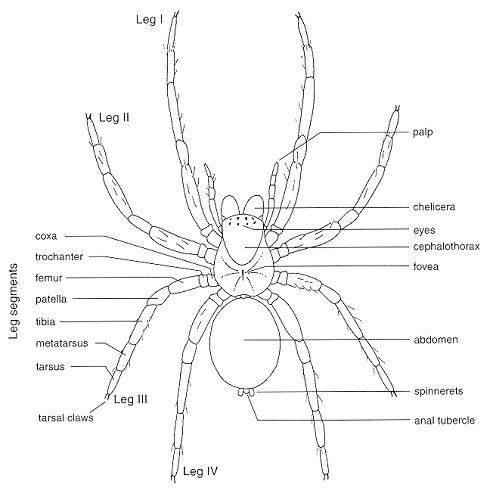 Leg I
Leg II
palp
chelicera
eyes
cephalothorax
fovea
abdomen
spinnerets
anal tubercle
Leg segments
coxa
trochanter
femur
patella
tibia
metatarsus
tarsus
tarsal claws
Leg III
Leg IV